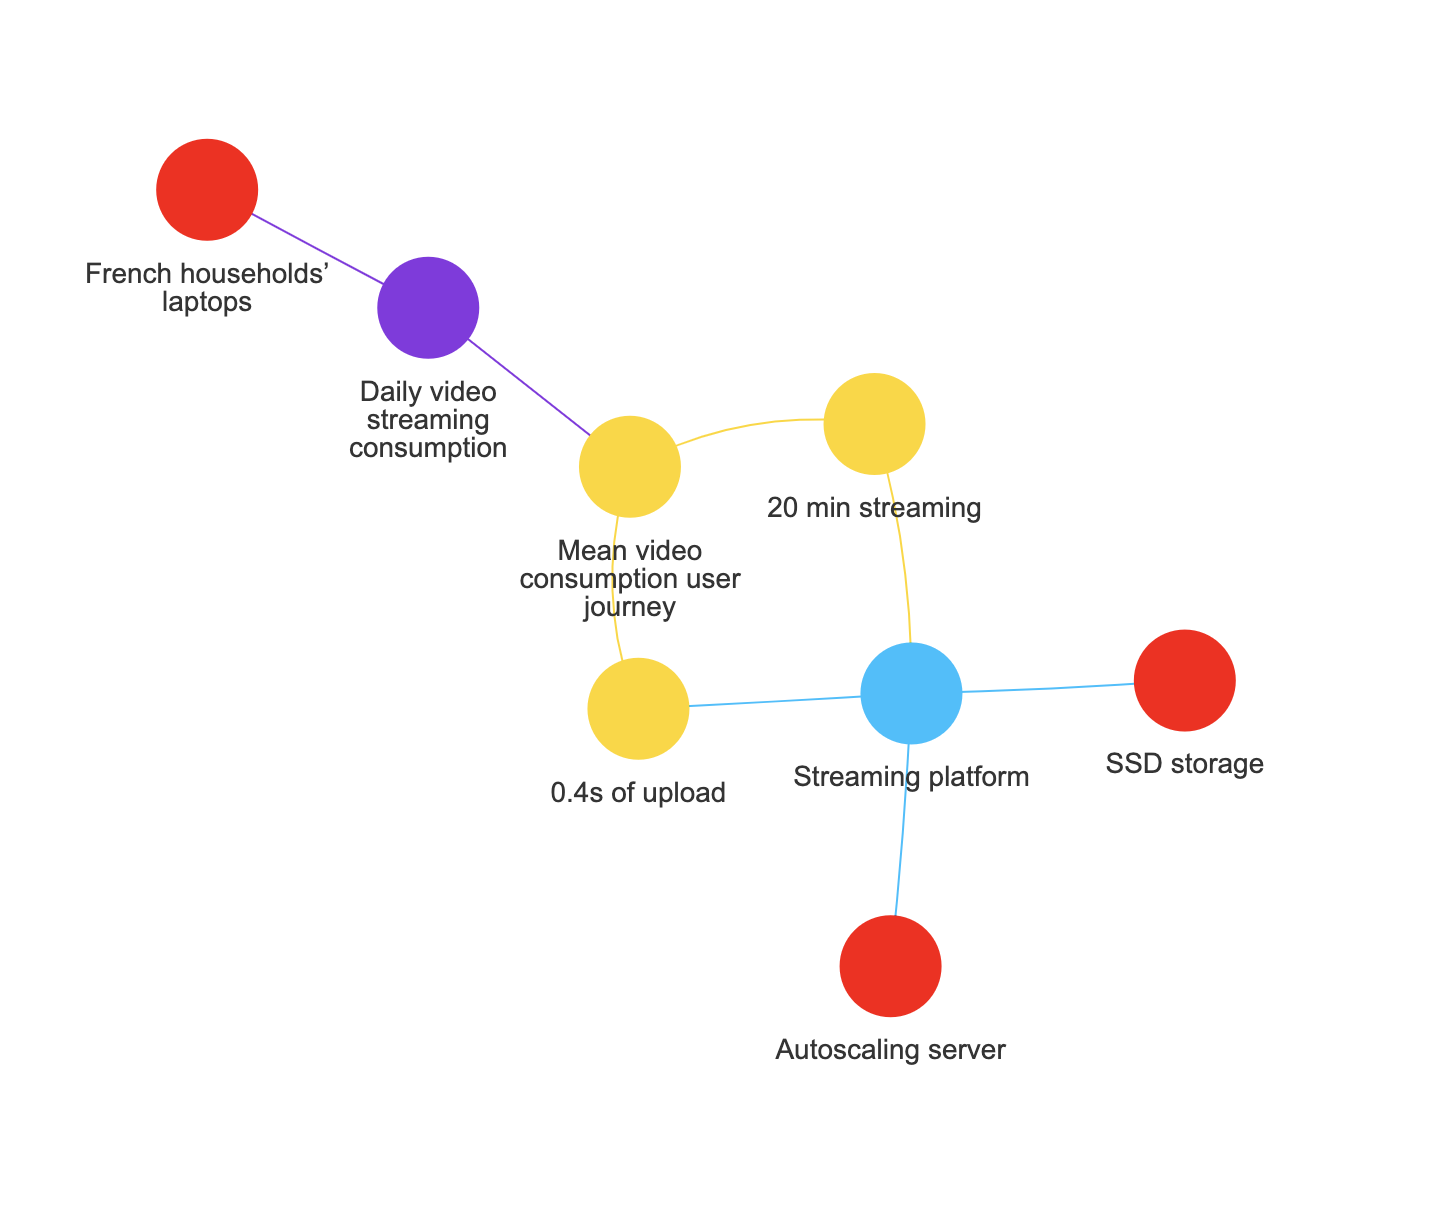 French households’
laptops
Daily video
streaming
consumption
20 min streaming
Mean video
consumption user
journey
0.4s of upload
Streaming platform
SSD storage
Autoscaling server